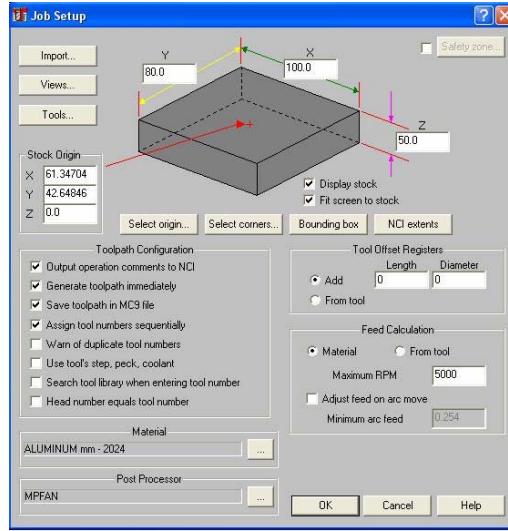 Job Setup
Import...
Views...
Tools...
Safety zone...
Y
80.0
X
100.0
Z
50.0
Stock Origin
X 61.34704
Y 42.64846
Z 0.0
Display stock
Fit screen to stock
Select origin... Select corners... Bounding box NCI extents
Toolpath Configuration
Output operation comments to NCI
Generate toolpath immediately
Save toolpath in MC9 file
Assign tool numbers sequentially
Warn of duplicate tool numbers
Use tool's step, peck, coolant
Search tool library when entering tool number
Head number equals tool number
Tool Offset Registers
Length Diameter
Add 0 0
From tool
Feed Calculation
Material From tool
Maximum RPM 5000
Adjust feed on arc move
Minimum arc feed 0.254
Material
ALUMINUM mm - 2024 ...
Post Processor
MPFAN ...
OK Cancel Help